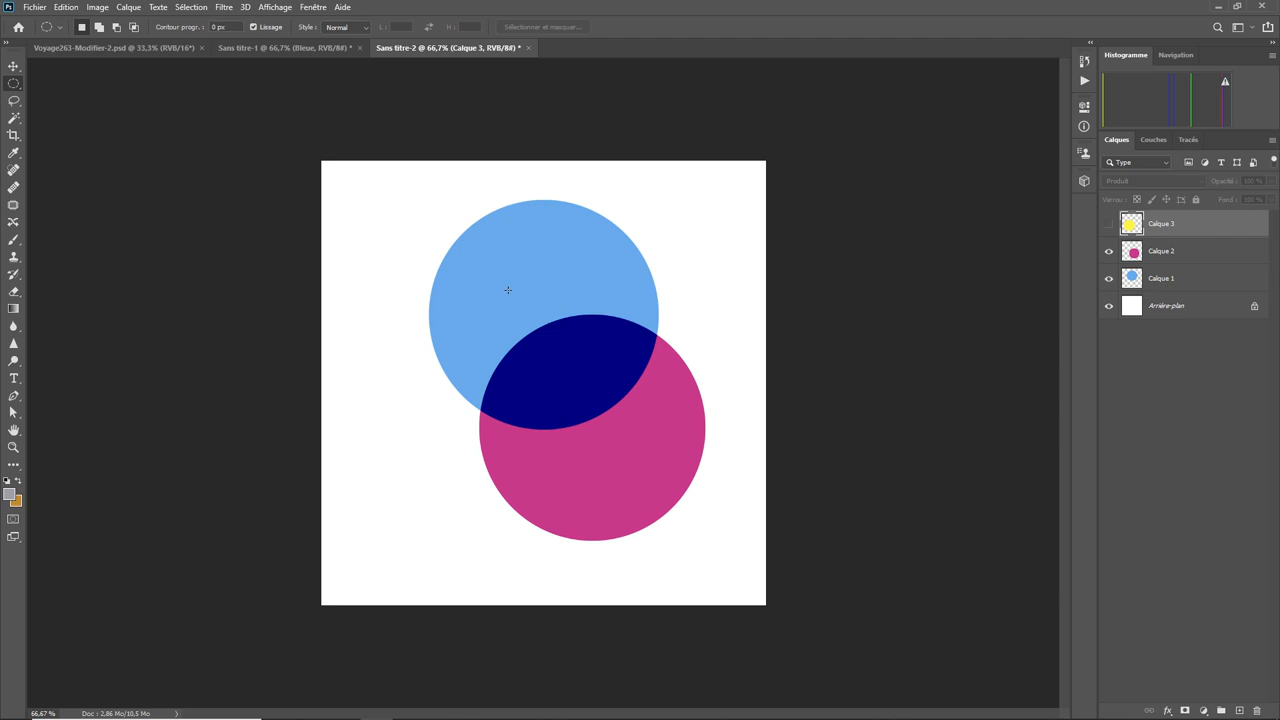 Ps Fichier Edition Image Calque Texte Sélection Filtre 3D Affichage Fenêtre Aide
Contour progr. : 0 px Lissage Style : Normal L : H : Sélectionner et masquer...
Voyage263-Modifier-2.psd @ 33,3% (RVB/16*) × Sans titre-1 @ 66,7% (Bleue, RVB/8#) * × Sans titre-2 @ 66,7% (Calque 3, RVB/8#) * ×
Histogramme Navigation
Calques Couches Tracés
Type
Produit Opacité : 100 %
Verrou : Fond : 100 %
Calque 3
Calque 2
Calque 1
Arrière-plan
66,67 % Doc : 2,86 Mo/10,5 Mo